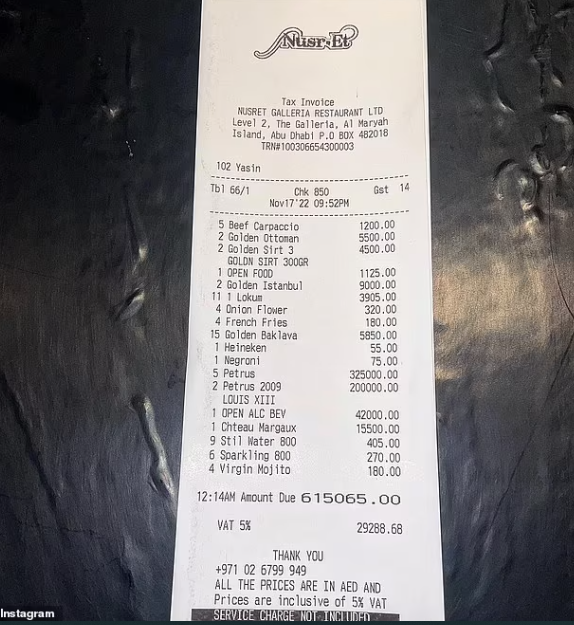 Nusr-Et
Tax Invoice
NUSRET GALLERIA RESTAURANT LTD
Level 2, The Galleria, Al Maryah
Island, Abu Dhabi P.O BOX 482018
TRN#100306654300003
102 Yasin
Tbl 66/1 Chk 850 Gst 14
Nov17'22 09:52PM
5 Beef Carpaccio 1200.00
2 Golden Ottoman 5500.00
2 Golden Sirt 3 4500.00
GOLDN SIRT 300GR
1 OPEN FOOD 1125.00
2 Golden Istanbul 9000.00
11 1 Lokum 3905.00
4 Onion Flower 320.00
4 French Fries 180.00
15 Golden Baklava 5850.00
1 Heineken 55.00
1 Negroni 75.00
5 Petrus 325000.00
2 Petrus 2009 200000.00
LOUIS XIII
1 OPEN ALC BEV 42000.00
1 Chteau Margaux 15500.00
9 Stil Water 800 405.00
6 Sparkling 800 270.00
4 Virgin Mojito 180.00
12:14AM Amount Due 615065.00
VAT 5% 29288.68
THANK YOU
+971 02 6799 949
ALL THE PRICES ARE IN AED AND
Prices are inclusive of 5% VAT
SERVICE CHARGE NOT INCLUDED
Instagram